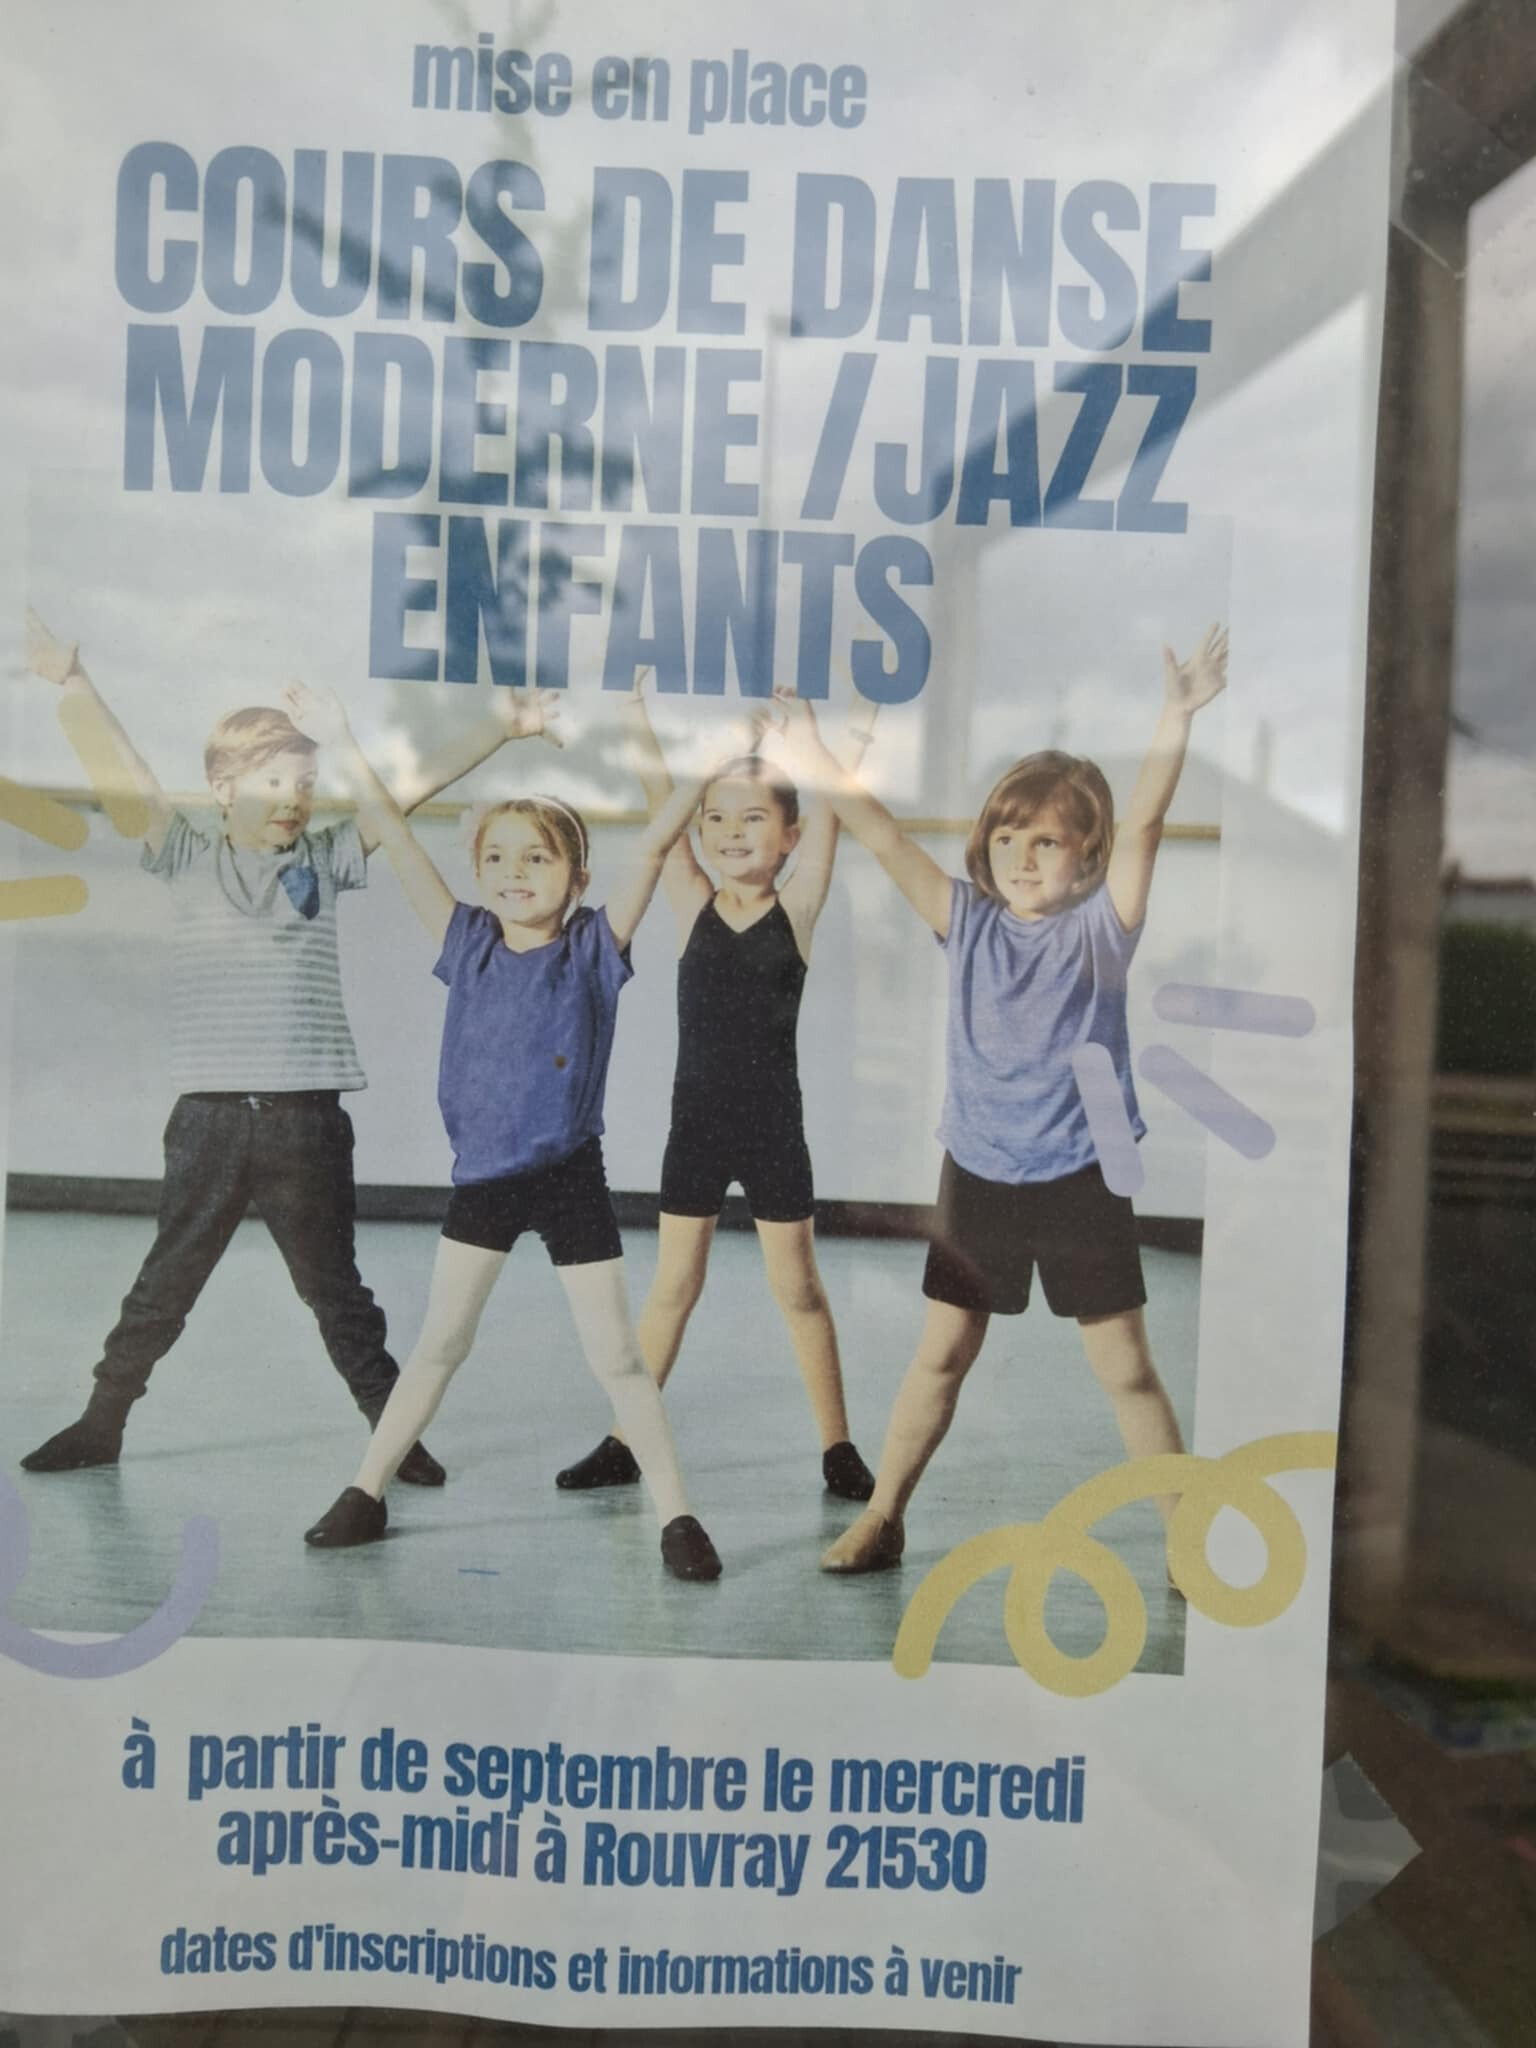 mise en place
COURS DE DANSE
MODERNE /JAZZ
ENFANTS
à partir de septembre le mercredi
après-midi à Rouvray 21530
dates d'inscriptions et informations à venir